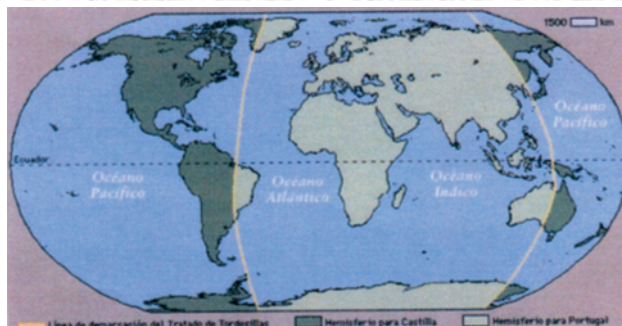 1500 km
Océano
Pacífico
Ecuador
Océano
Pacífico
Océano
Atlántico
Océano
Indico
Línea de demarcación del Tratado de Tordesillas
Hemisferio para Castilla
Hemisferio para Portugal